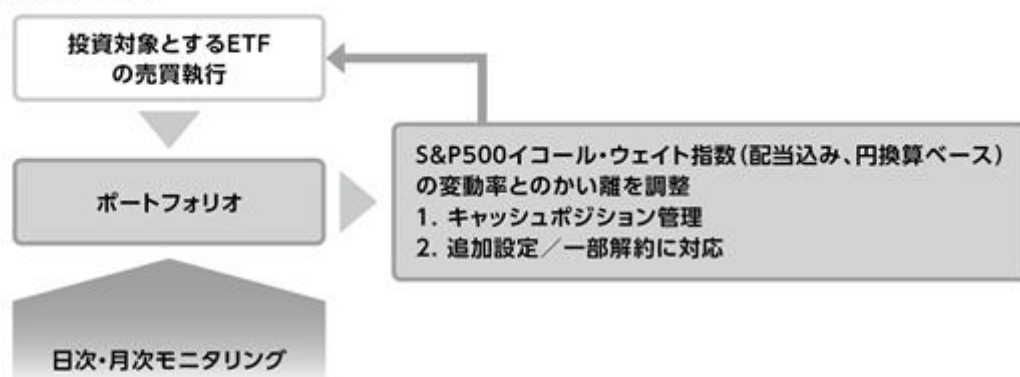 投資対象とするETF
の売買執行
ポートフォリオ
S&P500イコール・ウェイト指数(配当込み、円換算ベース)
の変動率とのかい離を調整
1. キャッシュポジション管理
2. 追加設定／一部解約に対応
日次・月次モニタリング